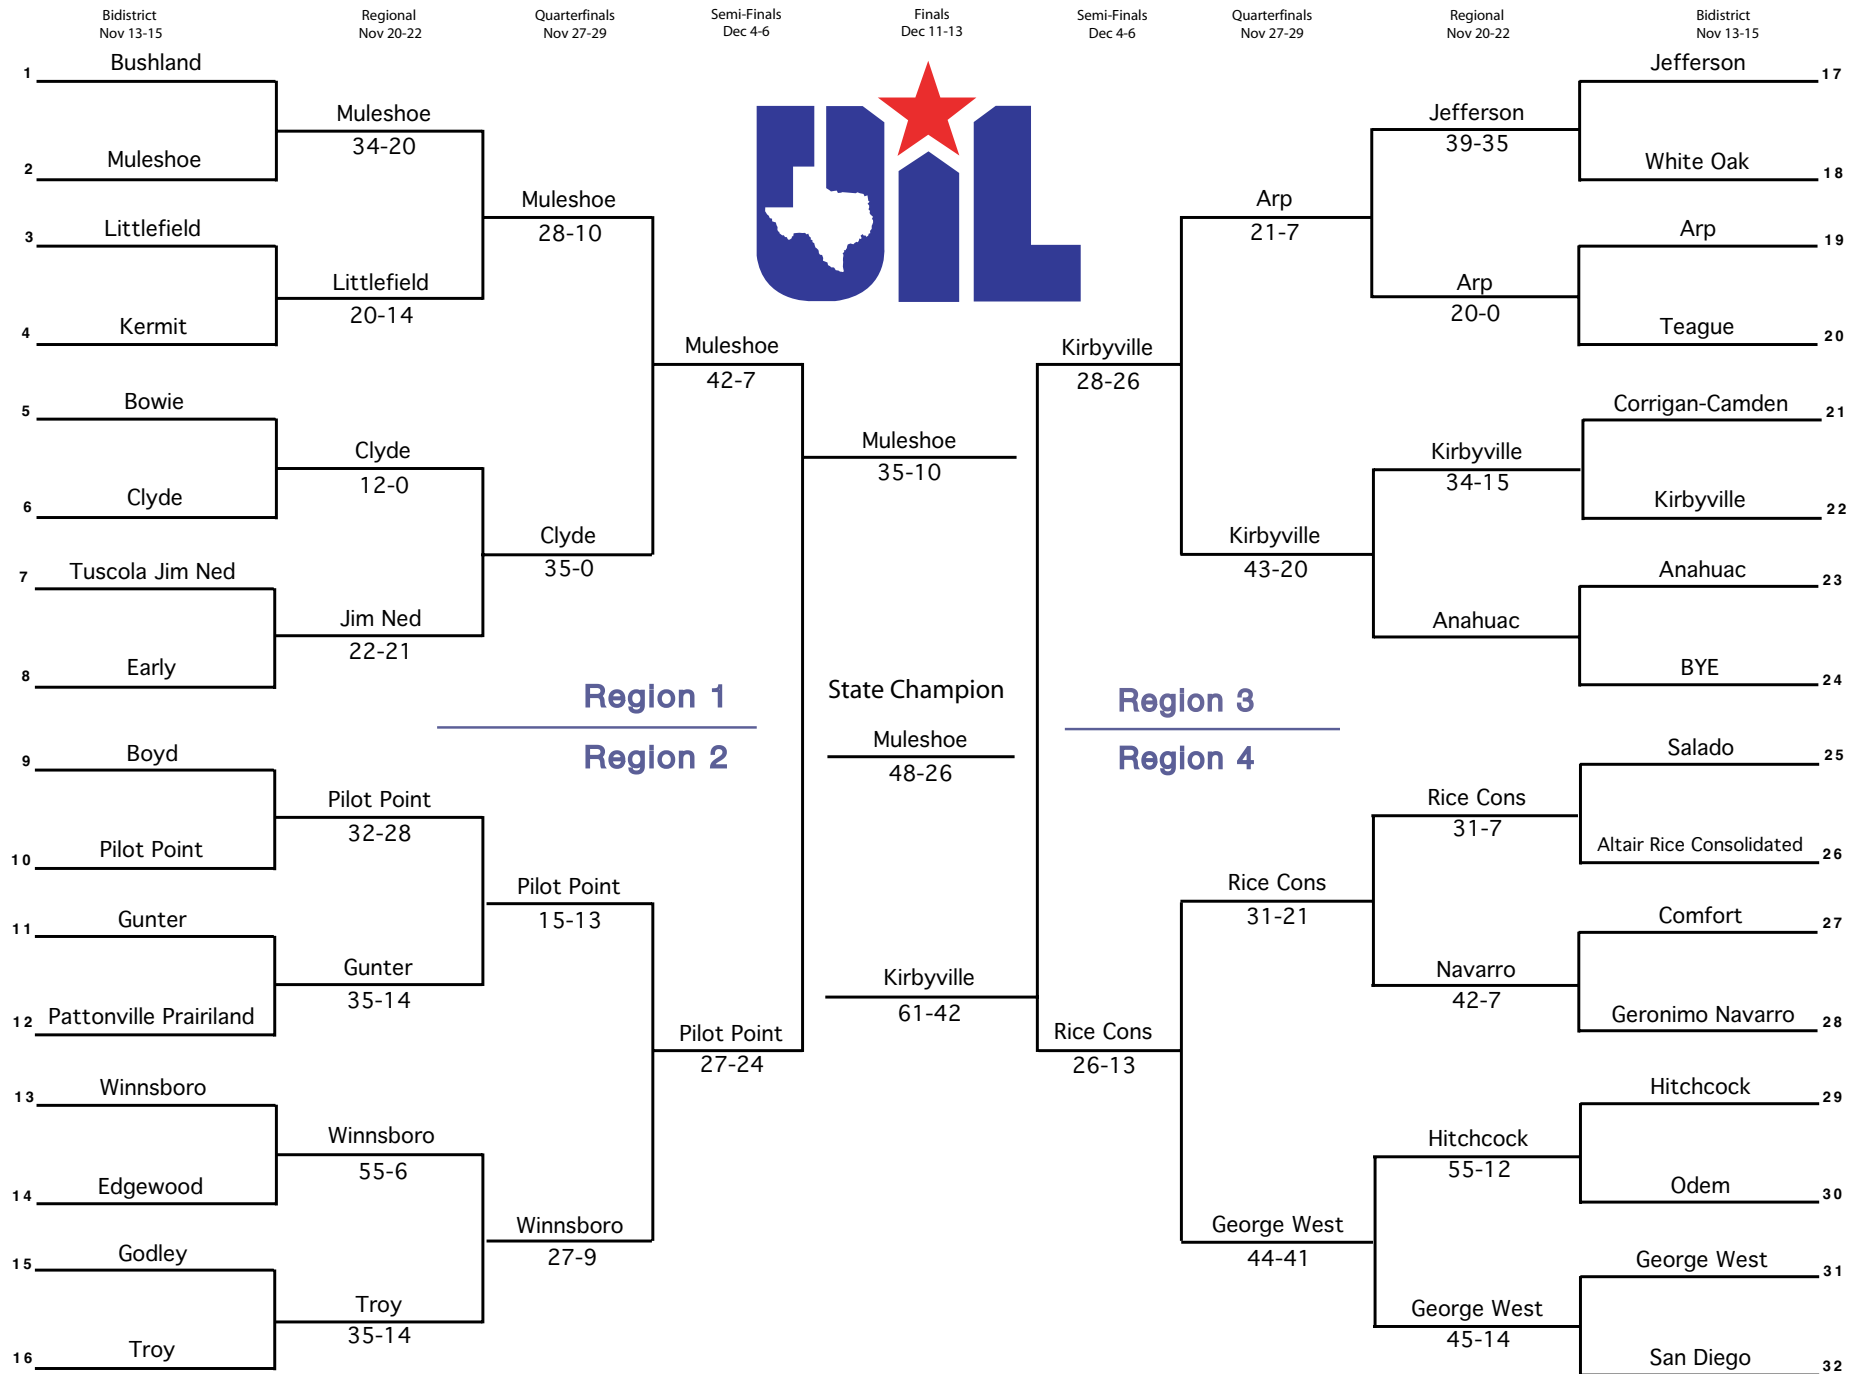 Bidistrict
Nov 13-15
Regional
Nov 20-22
Quarterfinals
Nov 27-29
Semi-Finals
Dec 4-6
Finals
Dec 11-13
Semi-Finals
Dec 4-6
Quarterfinals
Nov 27-29
Regional
Nov 20-22
Bidistrict
Nov 13-15
UIL
1 Bushland
2 Muleshoe
3 Littlefield
4 Kermit
5 Bowie
6 Clyde
7 Tuscola Jim Ned
8 Early
9 Boyd
10 Pilot Point
11 Gunter
12 Pattonville Prairiland
13 Winnsboro
14 Edgewood
15 Godley
16 Troy
Muleshoe
34-20
Littlefield
20-14
Clyde
12-0
Jim Ned
22-21
Pilot Point
32-28
Gunter
35-14
Winnsboro
55-6
Troy
35-14
Muleshoe
28-10
Clyde
35-0
Pilot Point
15-13
Winnsboro
27-9
Muleshoe
42-7
Pilot Point
27-24
Region 1
Region 2
Muleshoe
35-10
State Champion
Muleshoe
48-26
Kirbyville
61-42
Region 3
Region 4
Kirbyville
28-26
Rice Cons
26-13
Arp
21-7
Kirbyville
43-20
Rice Cons
31-21
George West
44-41
Jefferson
39-35
Arp
20-0
Kirbyville
34-15
Anahuac
Rice Cons
31-7
Navarro
42-7
Hitchcock
55-12
George West
45-14
Jefferson 17
White Oak 18
Arp 19
Teague 20
Corrigan-Camden 21
Kirbyville 22
Anahuac 23
BYE 24
Salado 25
Altair Rice Consolidated 26
Comfort 27
Geronimo Navarro 28
Hitchcock 29
Odem 30
George West 31
San Diego 32